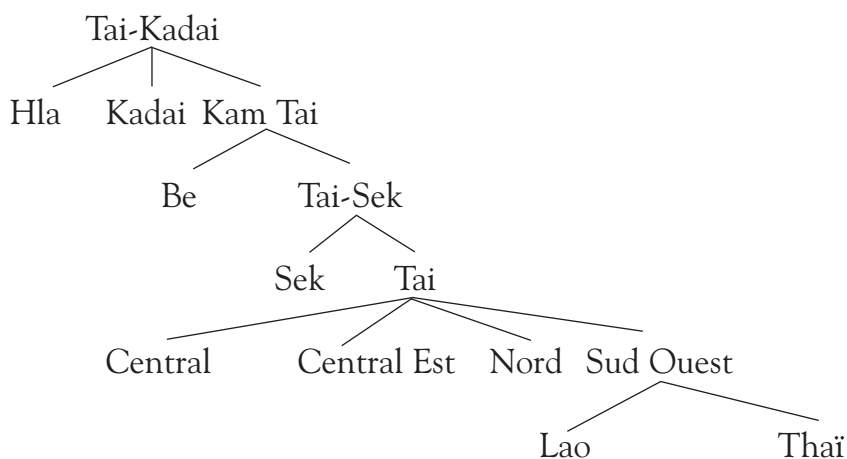 Tai-Kadai
Hla Kadai Kam Tai
Be Tai-Sek
Sek Tai
Central Central Est Nord Sud Ouest
Lao Thaï